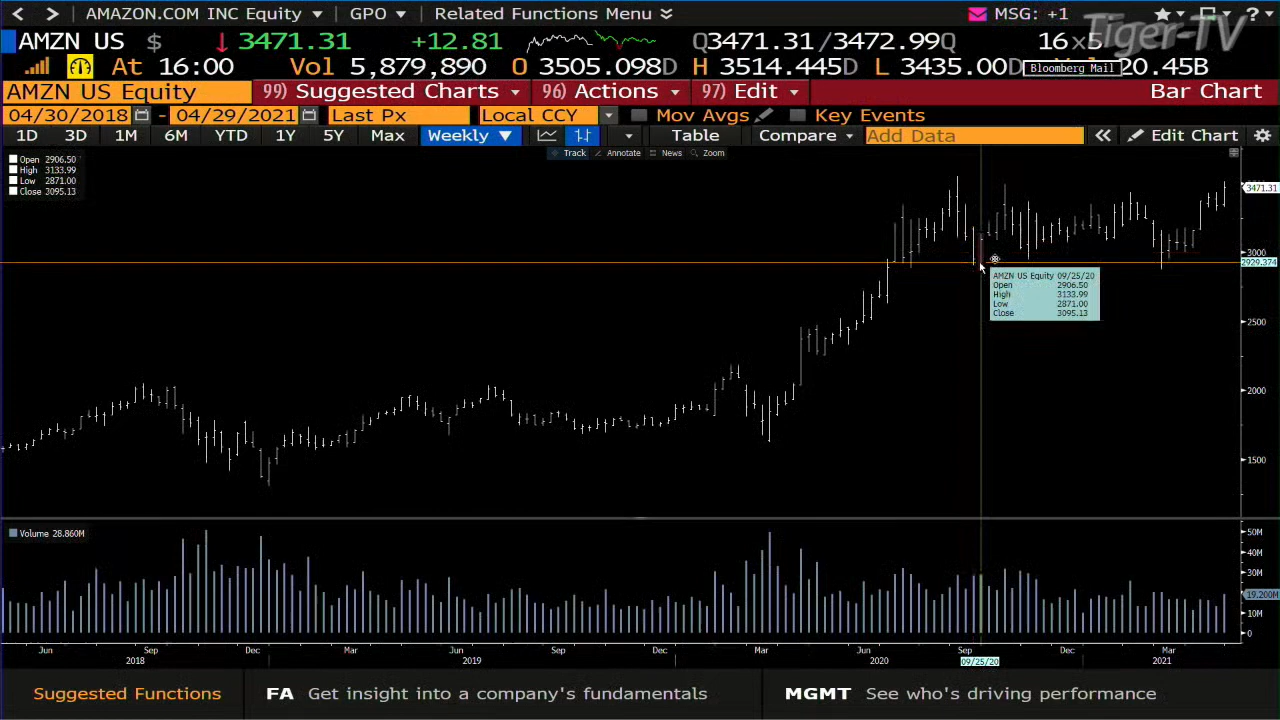 AMAZON.COM INC Equity GPO Related Functions Menu MSG: +1 ?
Tiger-TV
AMZN US $ 3471.31 +12.81 Q3471.31/3472.99Q 16x5
At 16:00 Vol 5,879,890 O 3505.098D H 3514.445D L 3435.00D 20.45B
Bloomberg Mail
AMZN US Equity 99) Suggested Charts 96) Actions 97) Edit Bar Chart
04/30/2018 - 04/29/2021 Last Px Local CCY Mov Avgs Key Events
1D 3D 1M 6M YTD 1Y 5Y Max Weekly Table Compare Add Data Edit Chart
Track Annotate News Zoom
Open 2906.50
High 3133.99
Low 2871.00
Close 3095.13
3471.31
3000
2929.374
AMZN US Equity 09/25/20
Open 2906.50
High 3133.99
Low 2871.00
Close 3095.13
2500
2000
1500
Volume 28.860M
50M
40M
30M
19.200M
10M
0
Jun Sep Dec Mar Jun Sep Dec Mar Jun Sep Dec Mar
2018 2019 2020 09/25/20 2021
Suggested Functions FA Get insight into a company's fundamentals MGMT See who's driving performance